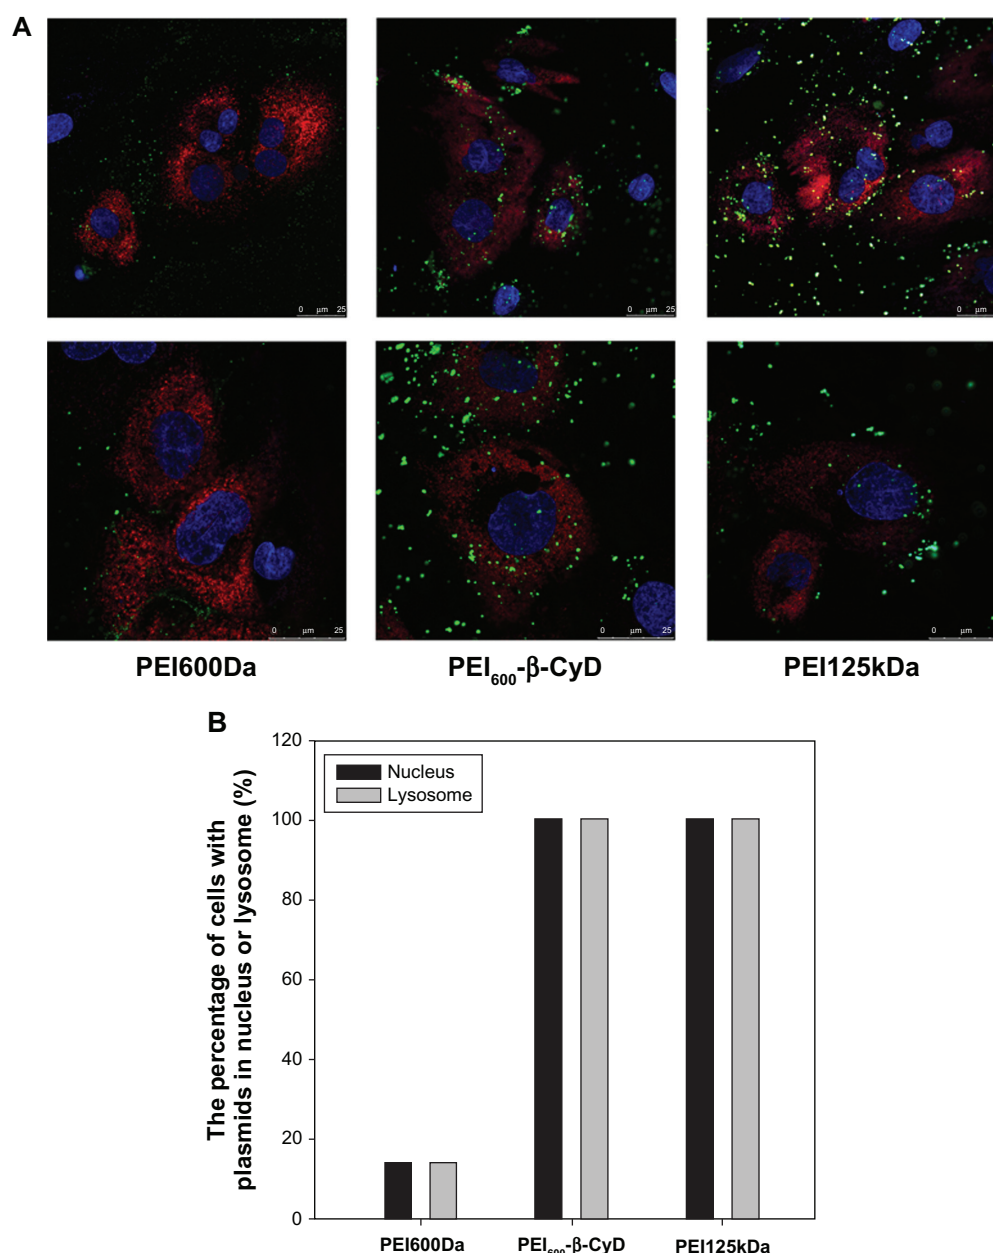 A
0 µm 25
0 µm 25
0 µm 25
0 µm 25
0 µm 25
0 µm 25
PEI600Da
PEI600-β-CyD
PEI125kDa
B
The percentage of cells with
plasmids in nucleus or lysosome (%)
120
100
80
60
40
20
0
Nucleus
Lysosome
PEI600Da
PEI600-β-CyD
PEI125kDa